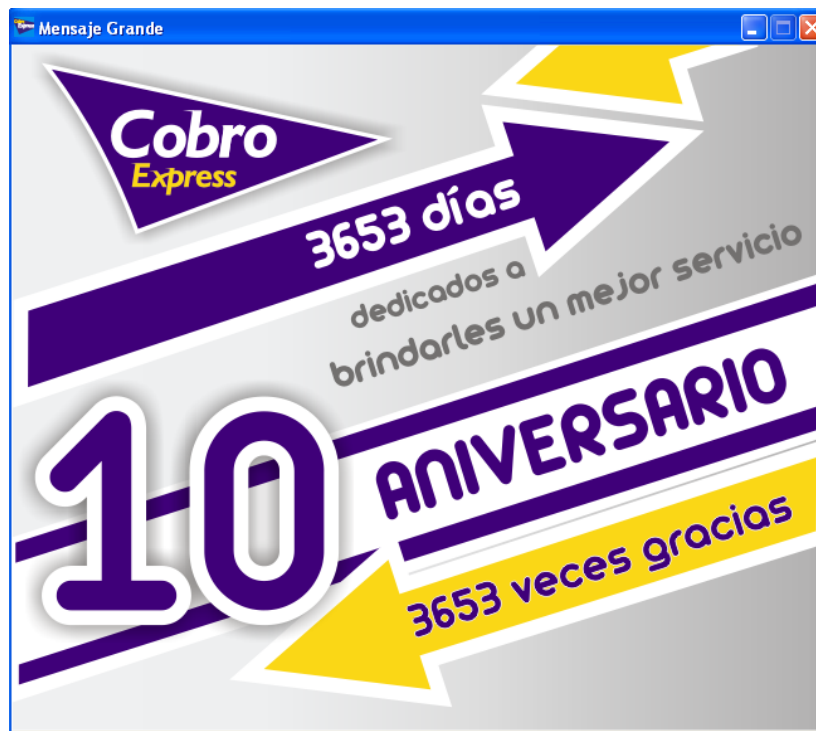 Mensaje Grande
Cobro
Express
3653 días
dedicados a
brindarles un mejor servicio
10
ANIVERSARIO
3653 veces gracias